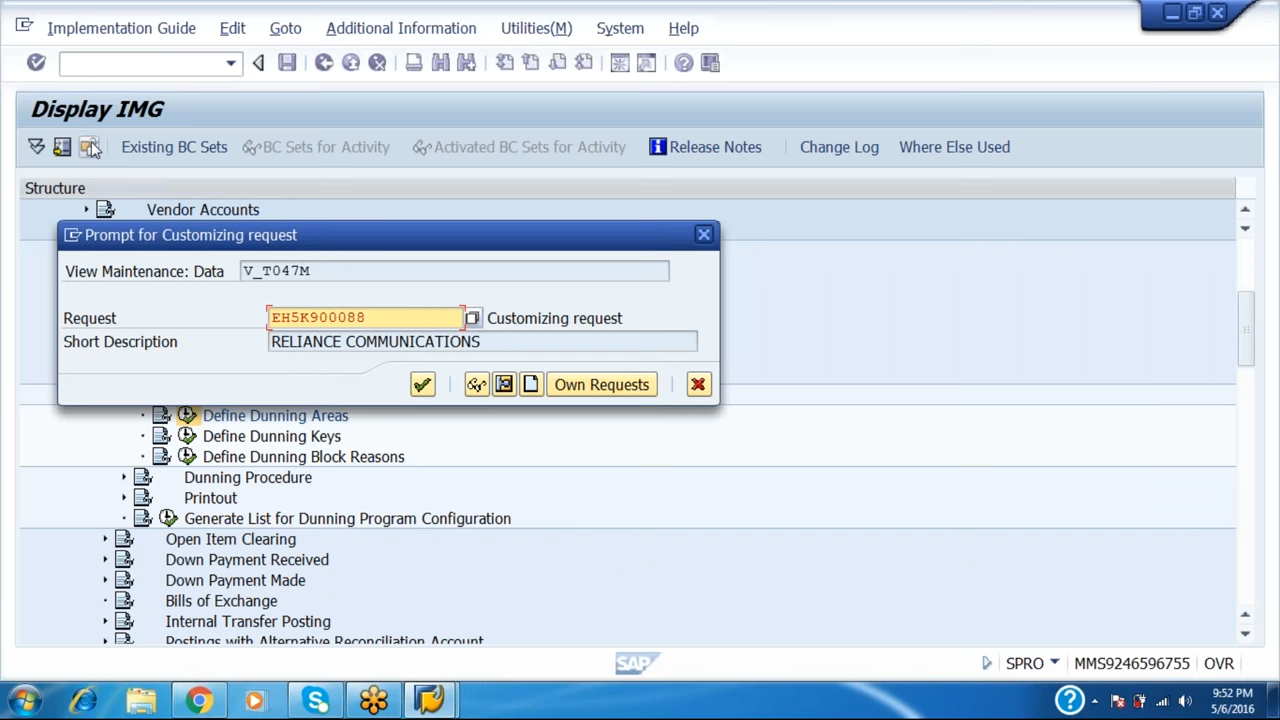 Implementation Guide Edit Goto Additional Information Utilities(M) System Help
Display IMG
Existing BC Sets BC Sets for Activity Activated BC Sets for Activity Release Notes Change Log Where Else Used
Structure
Vendor Accounts
Prompt for Customizing request
View Maintenance: Data V_T047M
Request EH5K900088 Customizing request
Short Description RELIANCE COMMUNICATIONS
Own Requests
Define Dunning Areas
Define Dunning Keys
Define Dunning Block Reasons
Dunning Procedure
Printout
Generate List for Dunning Program Configuration
Open Item Clearing
Down Payment Received
Down Payment Made
Bills of Exchange
Internal Transfer Posting
Postings with Alternative Reconciliation Account
SAP SPRO MMS9246596755 OVR
9:52 PM
5/6/2016